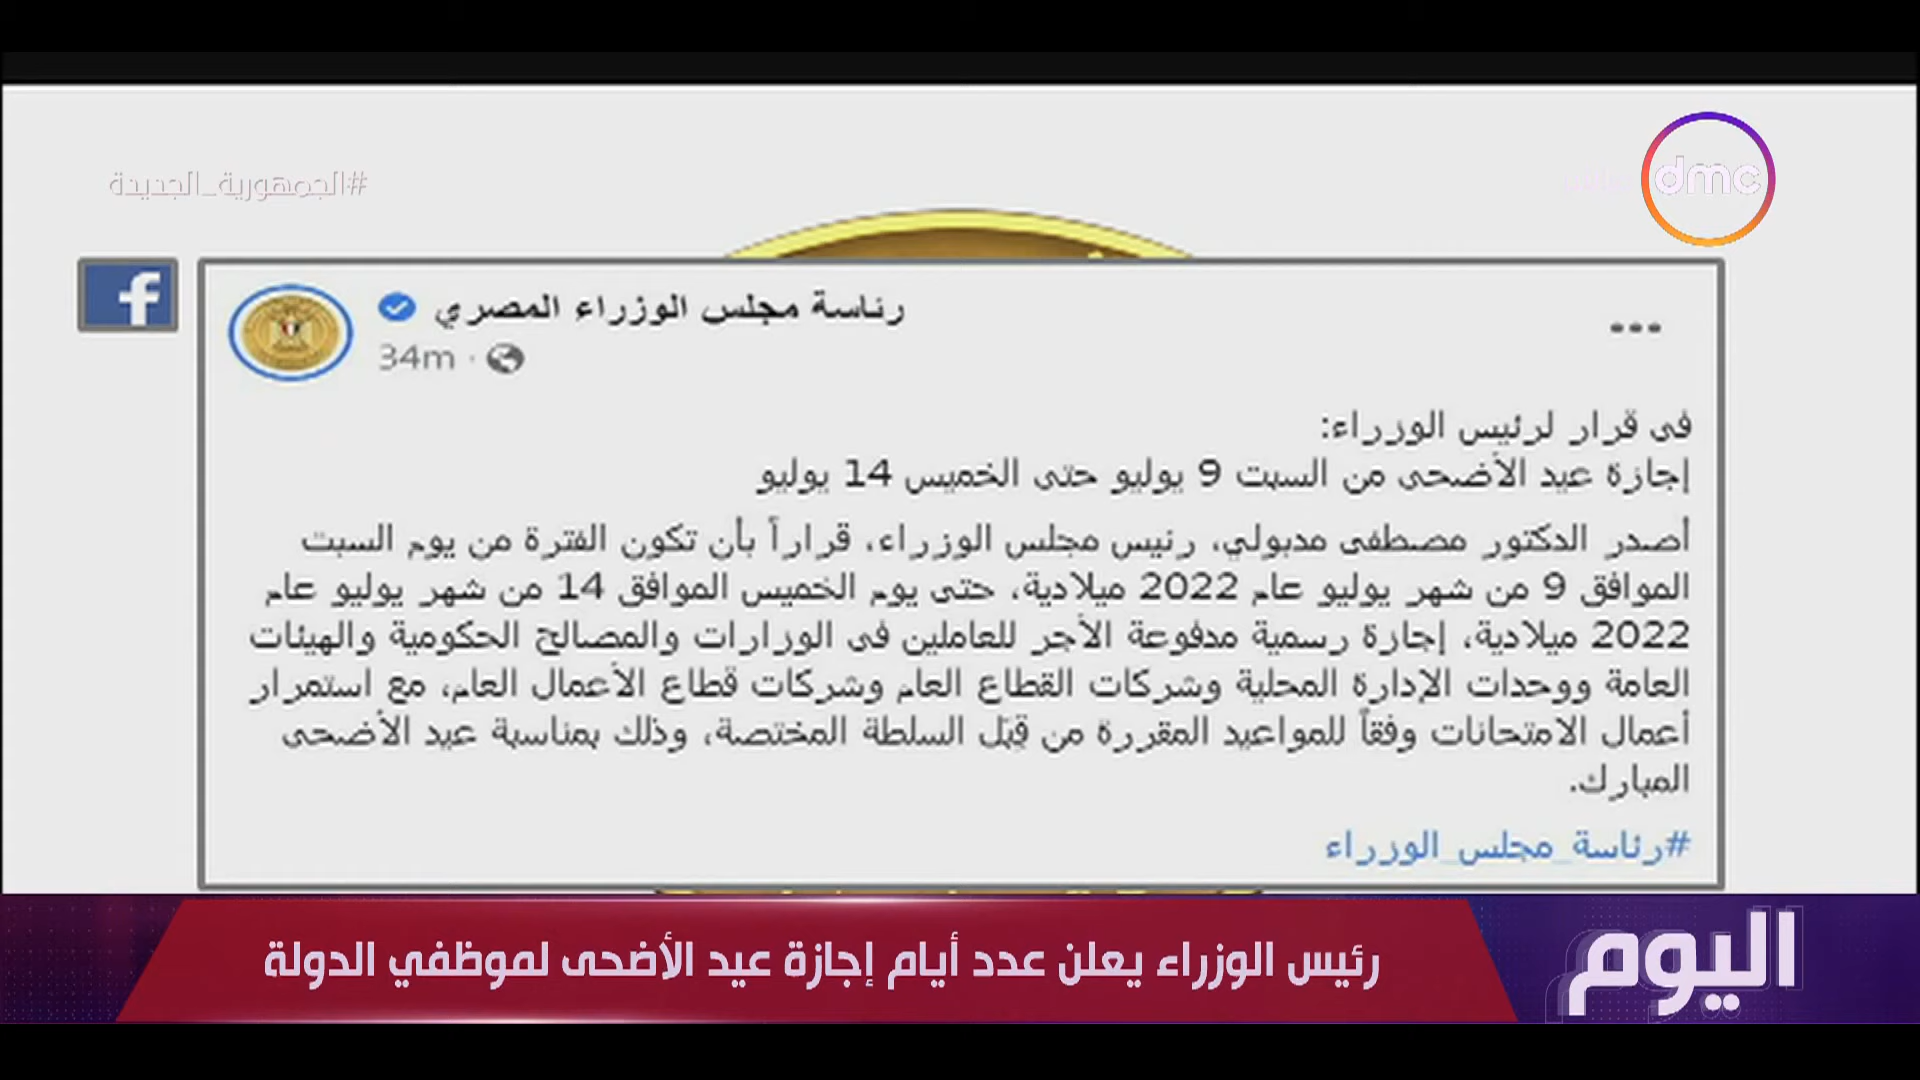 #الجمهورية_الجديدة
dmc
f
رئاسة مجلس الوزراء المصري
34m
فى قرار لرئيس الوزراء:
إجازة عيد الأضحى من السبت 9 يوليو حتى الخميس 14 يوليو
أصدر الدكتور مصطفى مدبولي، رئيس مجلس الوزراء، قراراً بأن تكون الفترة من يوم السبت
الموافق 9 من شهر يوليو عام 2022 ميلادية، حتى يوم الخميس الموافق 14 من شهر يوليو عام
2022 ميلادية، إجازة رسمية مدفوعة الأجر للعاملين فى الوزارات والمصالح الحكومية والهيئات
العامة ووحدات الإدارة المحلية وشركات القطاع العام وشركات قطاع الأعمال العام، مع استمرار
أعمال الامتحانات وفقاً للمواعيد المقررة من قِبَل السلطة المختصة، وذلك بمناسبة عيد الأضحى
المبارك.
#رئاسة_مجلس_الوزراء
رئيس الوزراء يعلن عدد أيام إجازة عيد الأضحى لموظفي الدولة
اليوم